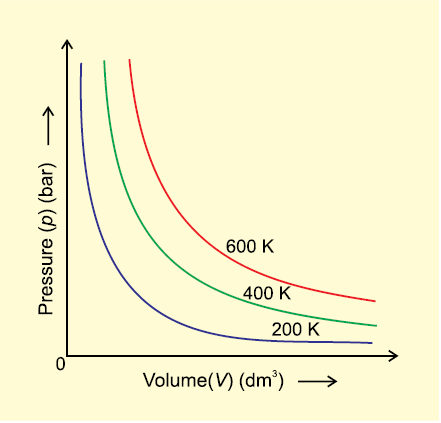 Pressure (p) (bar)
600 K
400 K
200 K
0
Volume(V) (dm³)